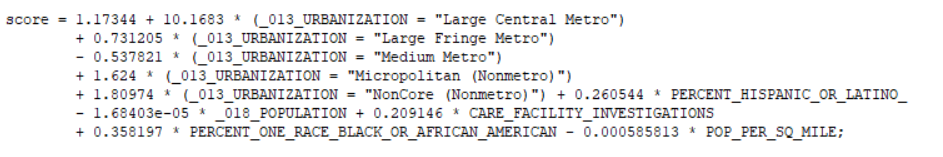 score = 1.17344 + 10.1683 * (_013_URBANIZATION = "Large Central Metro")
+ 0.731205 * (_013_URBANIZATION = "Large Fringe Metro")
- 0.537821 * (_013_URBANIZATION = "Medium Metro")
+ 1.624 * (_013_URBANIZATION = "Micropolitan (Nonmetro)")
+ 1.80974 * (_013_URBANIZATION = "NonCore (Nonmetro)") + 0.260544 * PERCENT_HISPANIC_OR_LATINO_
- 1.68403e-05 * _018_POPULATION + 0.209146 * CARE_FACILITY_INVESTIGATIONS
+ 0.358197 * PERCENT_ONE_RACE_BLACK_OR_AFRICAN_AMERICAN - 0.000585813 * POP_PER_SQ_MILE;